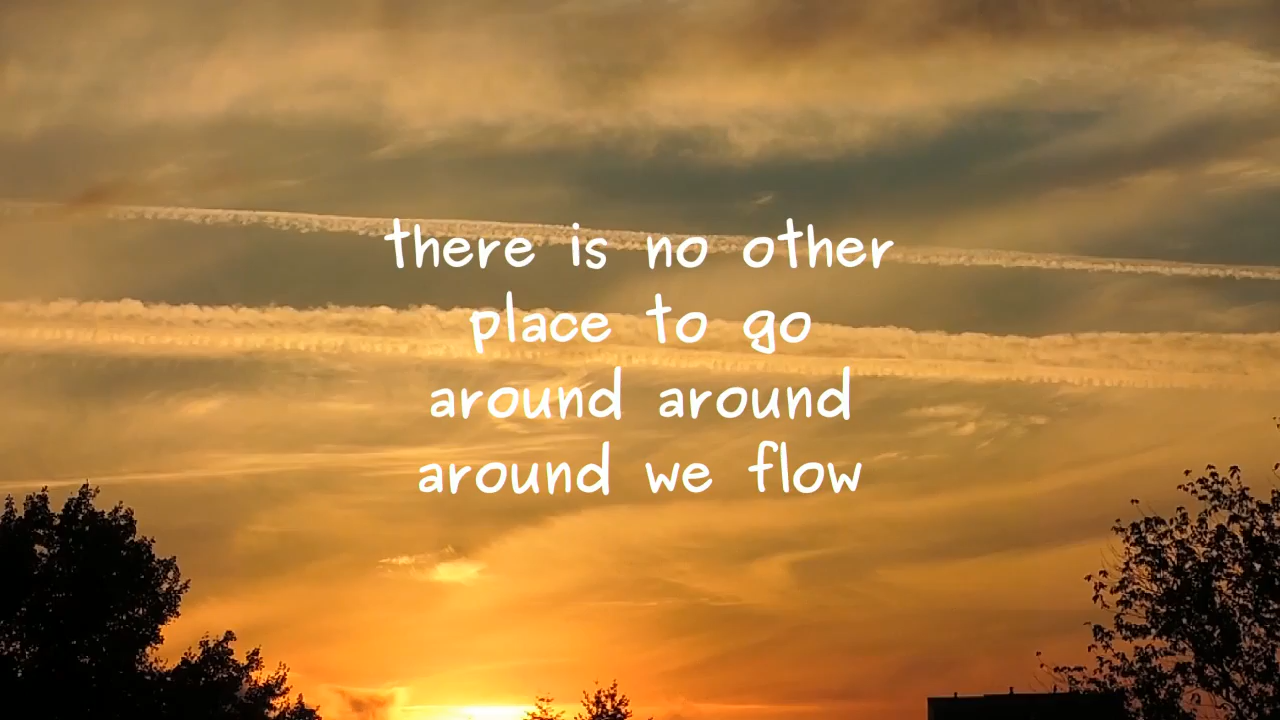 there is no other
place to go
around around
around we flow